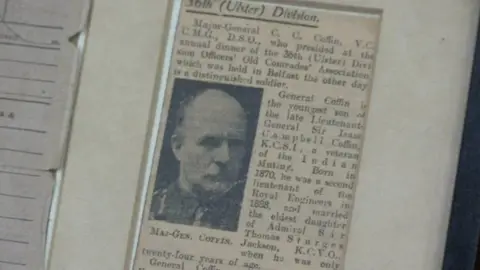 36th (Ulster) Division.
Major-General C. C. Coffin, V.C.
C.M.G., D.S.O., who presided at the
annual dinner of the 36th (Ulster) Divi
sion Officers' Old Comrades' Association,
which was held in Belfast the other day
is a distinguished soldier.
General Coffin is
the youngest son of
the late Lieutenant-
General Sir Isaac
Campbell Coffin,
K.C.S.I., a veteran
of the Indian
Mutiny. Born in
1870, he was a second
lieutenant of the
Royal Engineers in
1888, and married
the eldest daughter
of Admiral Sir
Thomas Sturges
Jackson, K.C.V.O.,
when he was only
twenty-four years of age.
General Coffin
MAJ-GEN. COFFIN.